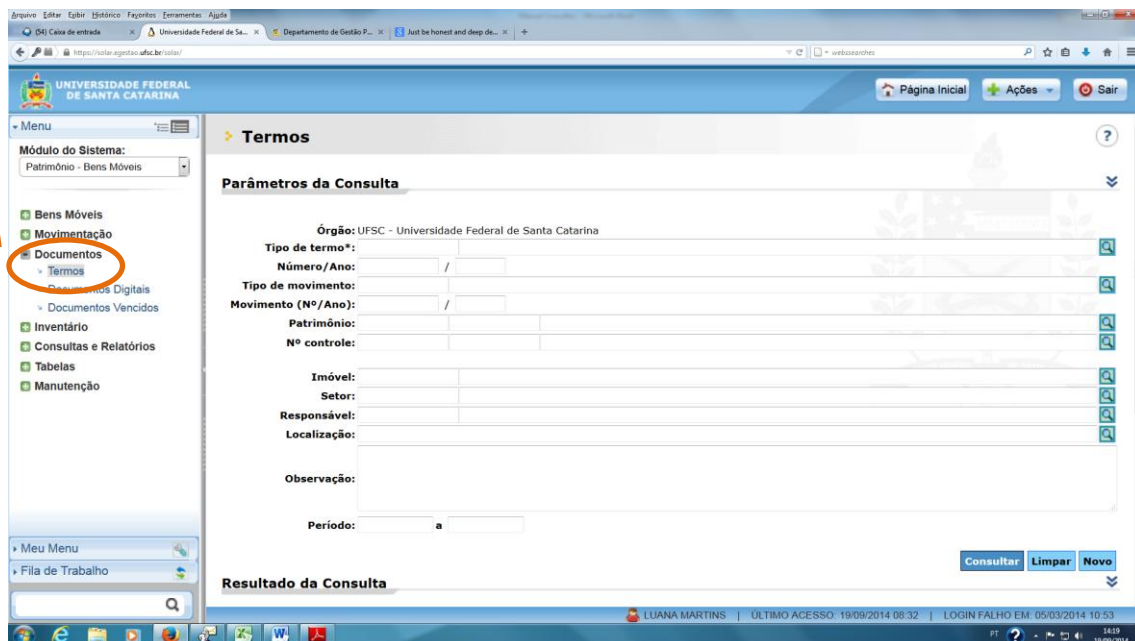 Arquivo Editar Exibir Histórico Favoritos Ferramentas Ajuda
(54) Caixa de entrada Universidade Federal de Sa... Departamento de Gestão P... Just be honest and deep de...
https://solar.egestao.ufsc.br/solar/ websearches
UNIVERSIDADE FEDERAL
DE SANTA CATARINA
Página Inicial Ações Sair
Menu
Módulo do Sistema:
Patrimônio - Bens Móveis
Bens Móveis
Movimentação
Documentos
Termos
Documentos Digitais
Documentos Vencidos
Inventário
Consultas e Relatórios
Tabelas
Manutenção
Meu Menu
Fila de Trabalho
Termos
?
Parâmetros da Consulta
Órgão: UFSC - Universidade Federal de Santa Catarina
Tipo de termo*:
Número/Ano: /
Tipo de movimento:
Movimento (Nº/Ano): /
Patrimônio:
Nº controle:
Imóvel:
Setor:
Responsável:
Localização:
Observação:
Período: a
Consultar Limpar Novo
Resultado da Consulta
LUANA MARTINS | ÚLTIMO ACESSO: 19/09/2014 08:32 | LOGIN FALHO EM: 05/03/2014 10:53
PT 14:19
19/09/2014